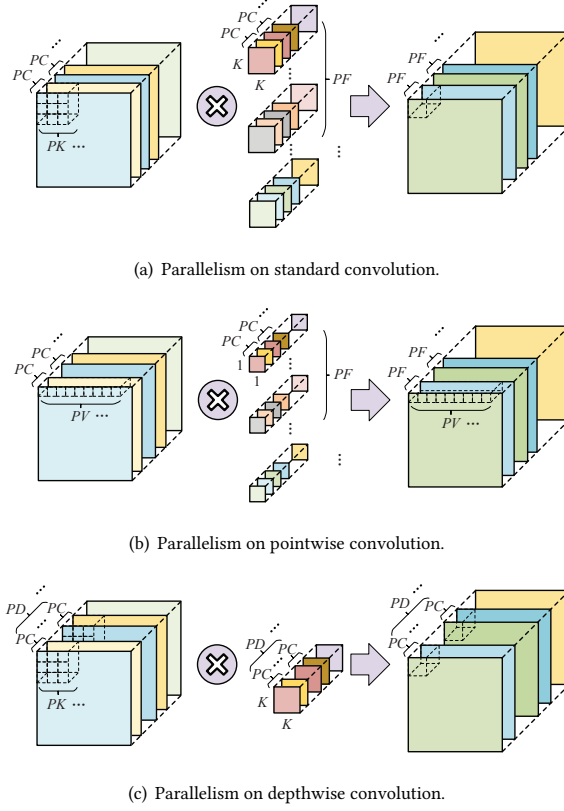 PC PC ... PC PC ... PF PF ...
K
K
PF
PK ...
...
...
...
(a) Parallelism on standard convolution.
PC PC ... PC PC ... PF PF ...
1
1
PF
PV ...
PV ...
...
...
(b) Parallelism on pointwise convolution.
PD PC PC ... PD PC PC ... PD PC PC ...
K
K
PK ...
(c) Parallelism on depthwise convolution.